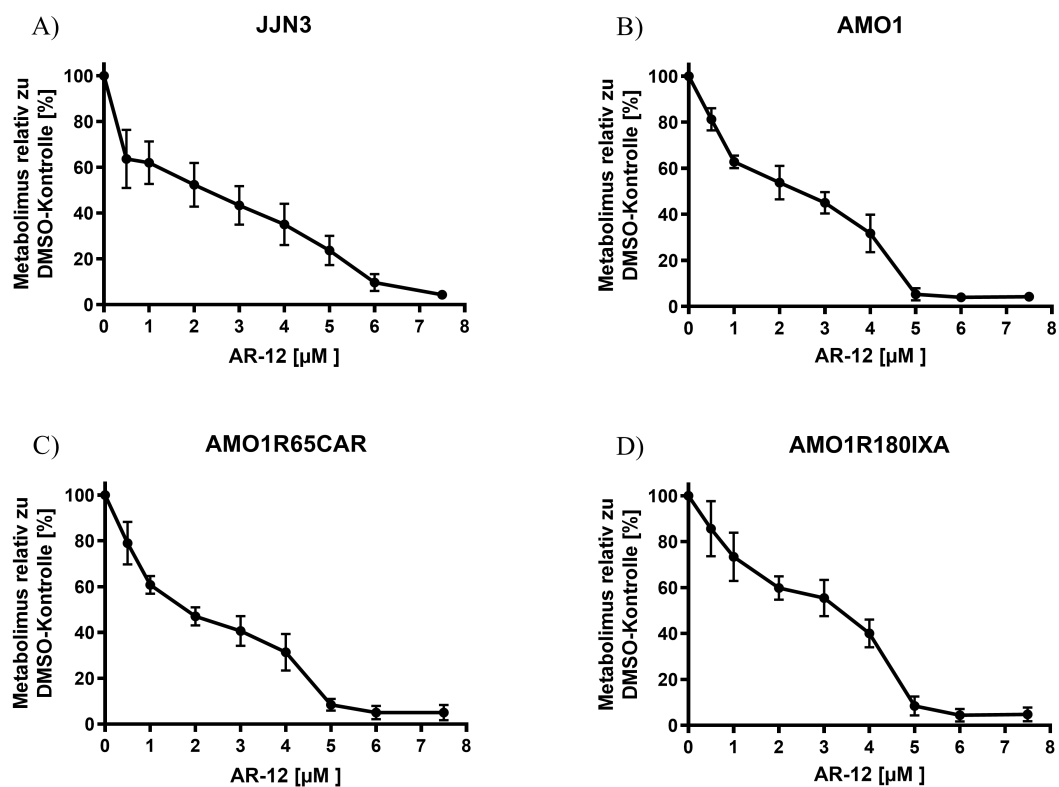 A)
JJN3
Metabolimus relativ zu
DMSO-Kontrolle [%]
100
80
60
40
20
0
0 1 2 3 4 5 6 7 8
AR-12 [µM ]
B)
AMO1
Metabolimus relativ zu
DMSO-Kontrolle [%]
100
80
60
40
20
0
0 1 2 3 4 5 6 7 8
AR-12 [µM ]
C)
AMO1R65CAR
Metabolimus relativ zu
DMSO-Kontrolle [%]
100
80
60
40
20
0
0 1 2 3 4 5 6 7 8
AR-12 [µM ]
D)
AMO1R180IXA
Metabolimus relativ zu
DMSO-Kontrolle [%]
100
80
60
40
20
0
0 1 2 3 4 5 6 7 8
AR-12 [µM ]